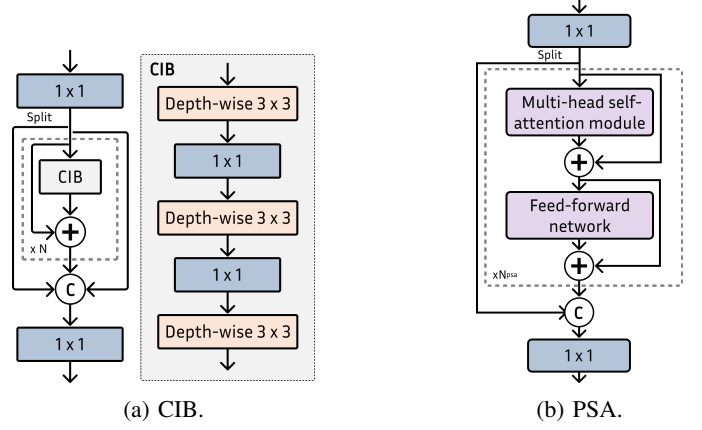 1 x 1
Split
CIB
x N
C
1 x 1
CIB
Depth-wise 3 x 3
1 x 1
Depth-wise 3 x 3
1 x 1
Depth-wise 3 x 3
(a) CIB.
1 x 1
Split
Multi-head self-
attention module
Feed-forward
network
xNpsa
C
1 x 1
(b) PSA.